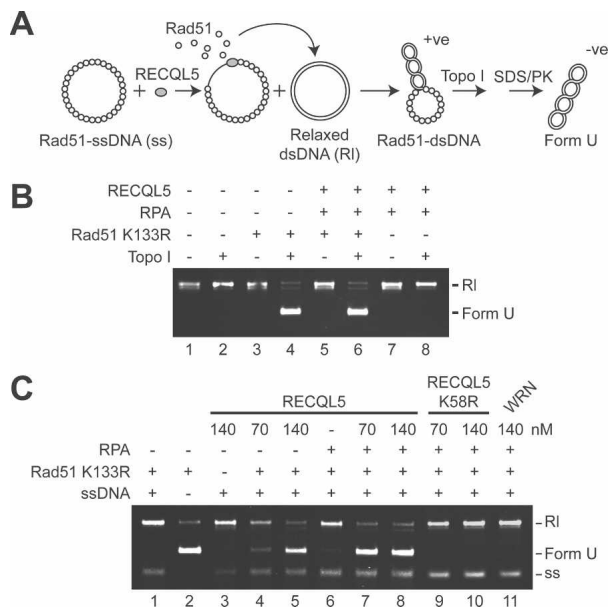 A
Rad51
RECQL5
+ve
-ve
Topo I
SDS/PK
Rad51-ssDNA (ss)
Relaxed
dsDNA (RI)
Rad51-dsDNA
Form U
B
RECQL5 - - - - + + + +
RPA - - - - + + + +
Rad51 K133R - - + + + + - -
Topo I - + - + - + - +
RI
Form U
1 2 3 4 5 6 7 8
C
RECQL5
RECQL5
K58R
WRN
140 70 140 - 70 140 70 140 140 nM
RPA - - - - - + + + + + +
Rad51 K133R + + - + + + + + + + +
ssDNA + - + + + + + + + + +
RI
Form U
ss
1 2 3 4 5 6 7 8 9 10 11